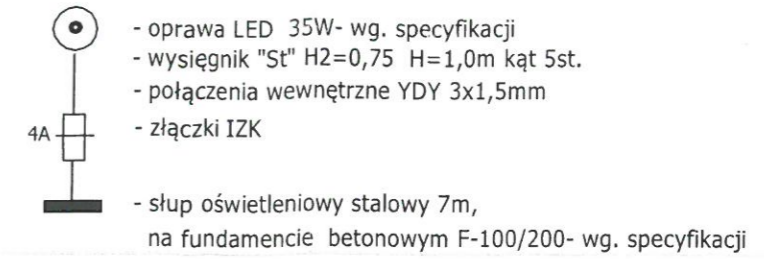 - oprawa LED 35W- wg. specyfikacji
- wysięgnik "St" H2=0,75 H=1,0m kąt 5st.
- połączenia wewnętrzne YDY 3x1,5mm
4A
- złączki IZK
- słup oświetleniowy stalowy 7m,
na fundamencie betonowym F-100/200- wg. specyfikacji